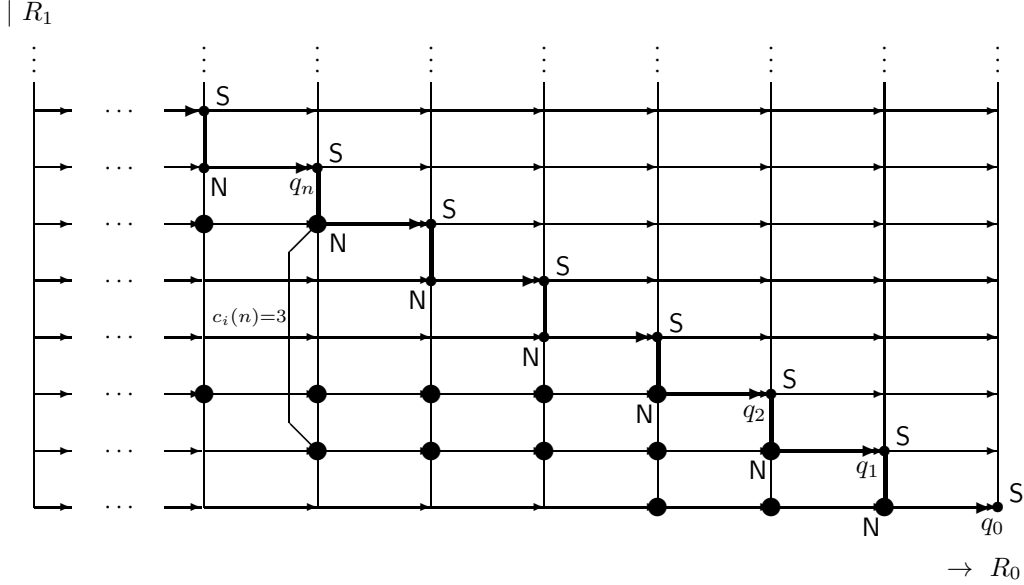 | R₁
⋮ ⋮ ⋮ ⋮ ⋮ ⋮ ⋮ ⋮ ⋮
... S
... N qₙ S
... N S
... N S
cᵢ(n)=3 ... N S
... N q₂ S
... N q₁ S
... N q₀ S
→ R₀